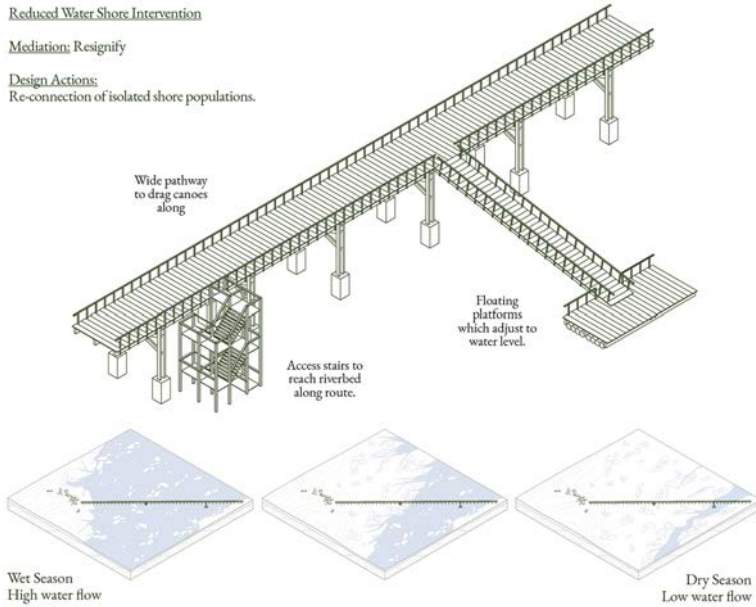 Reduced Water Shore Intervention
Mediation: Resignify
Design Actions:
Re-connection of isolated shore populations.
Wide pathway
to drag canoes
along
Floating
platforms
which adjust to
water level.
Access stairs to
reach riverbed
along route.
Wet Season
High water flow
Dry Season
Low water flow